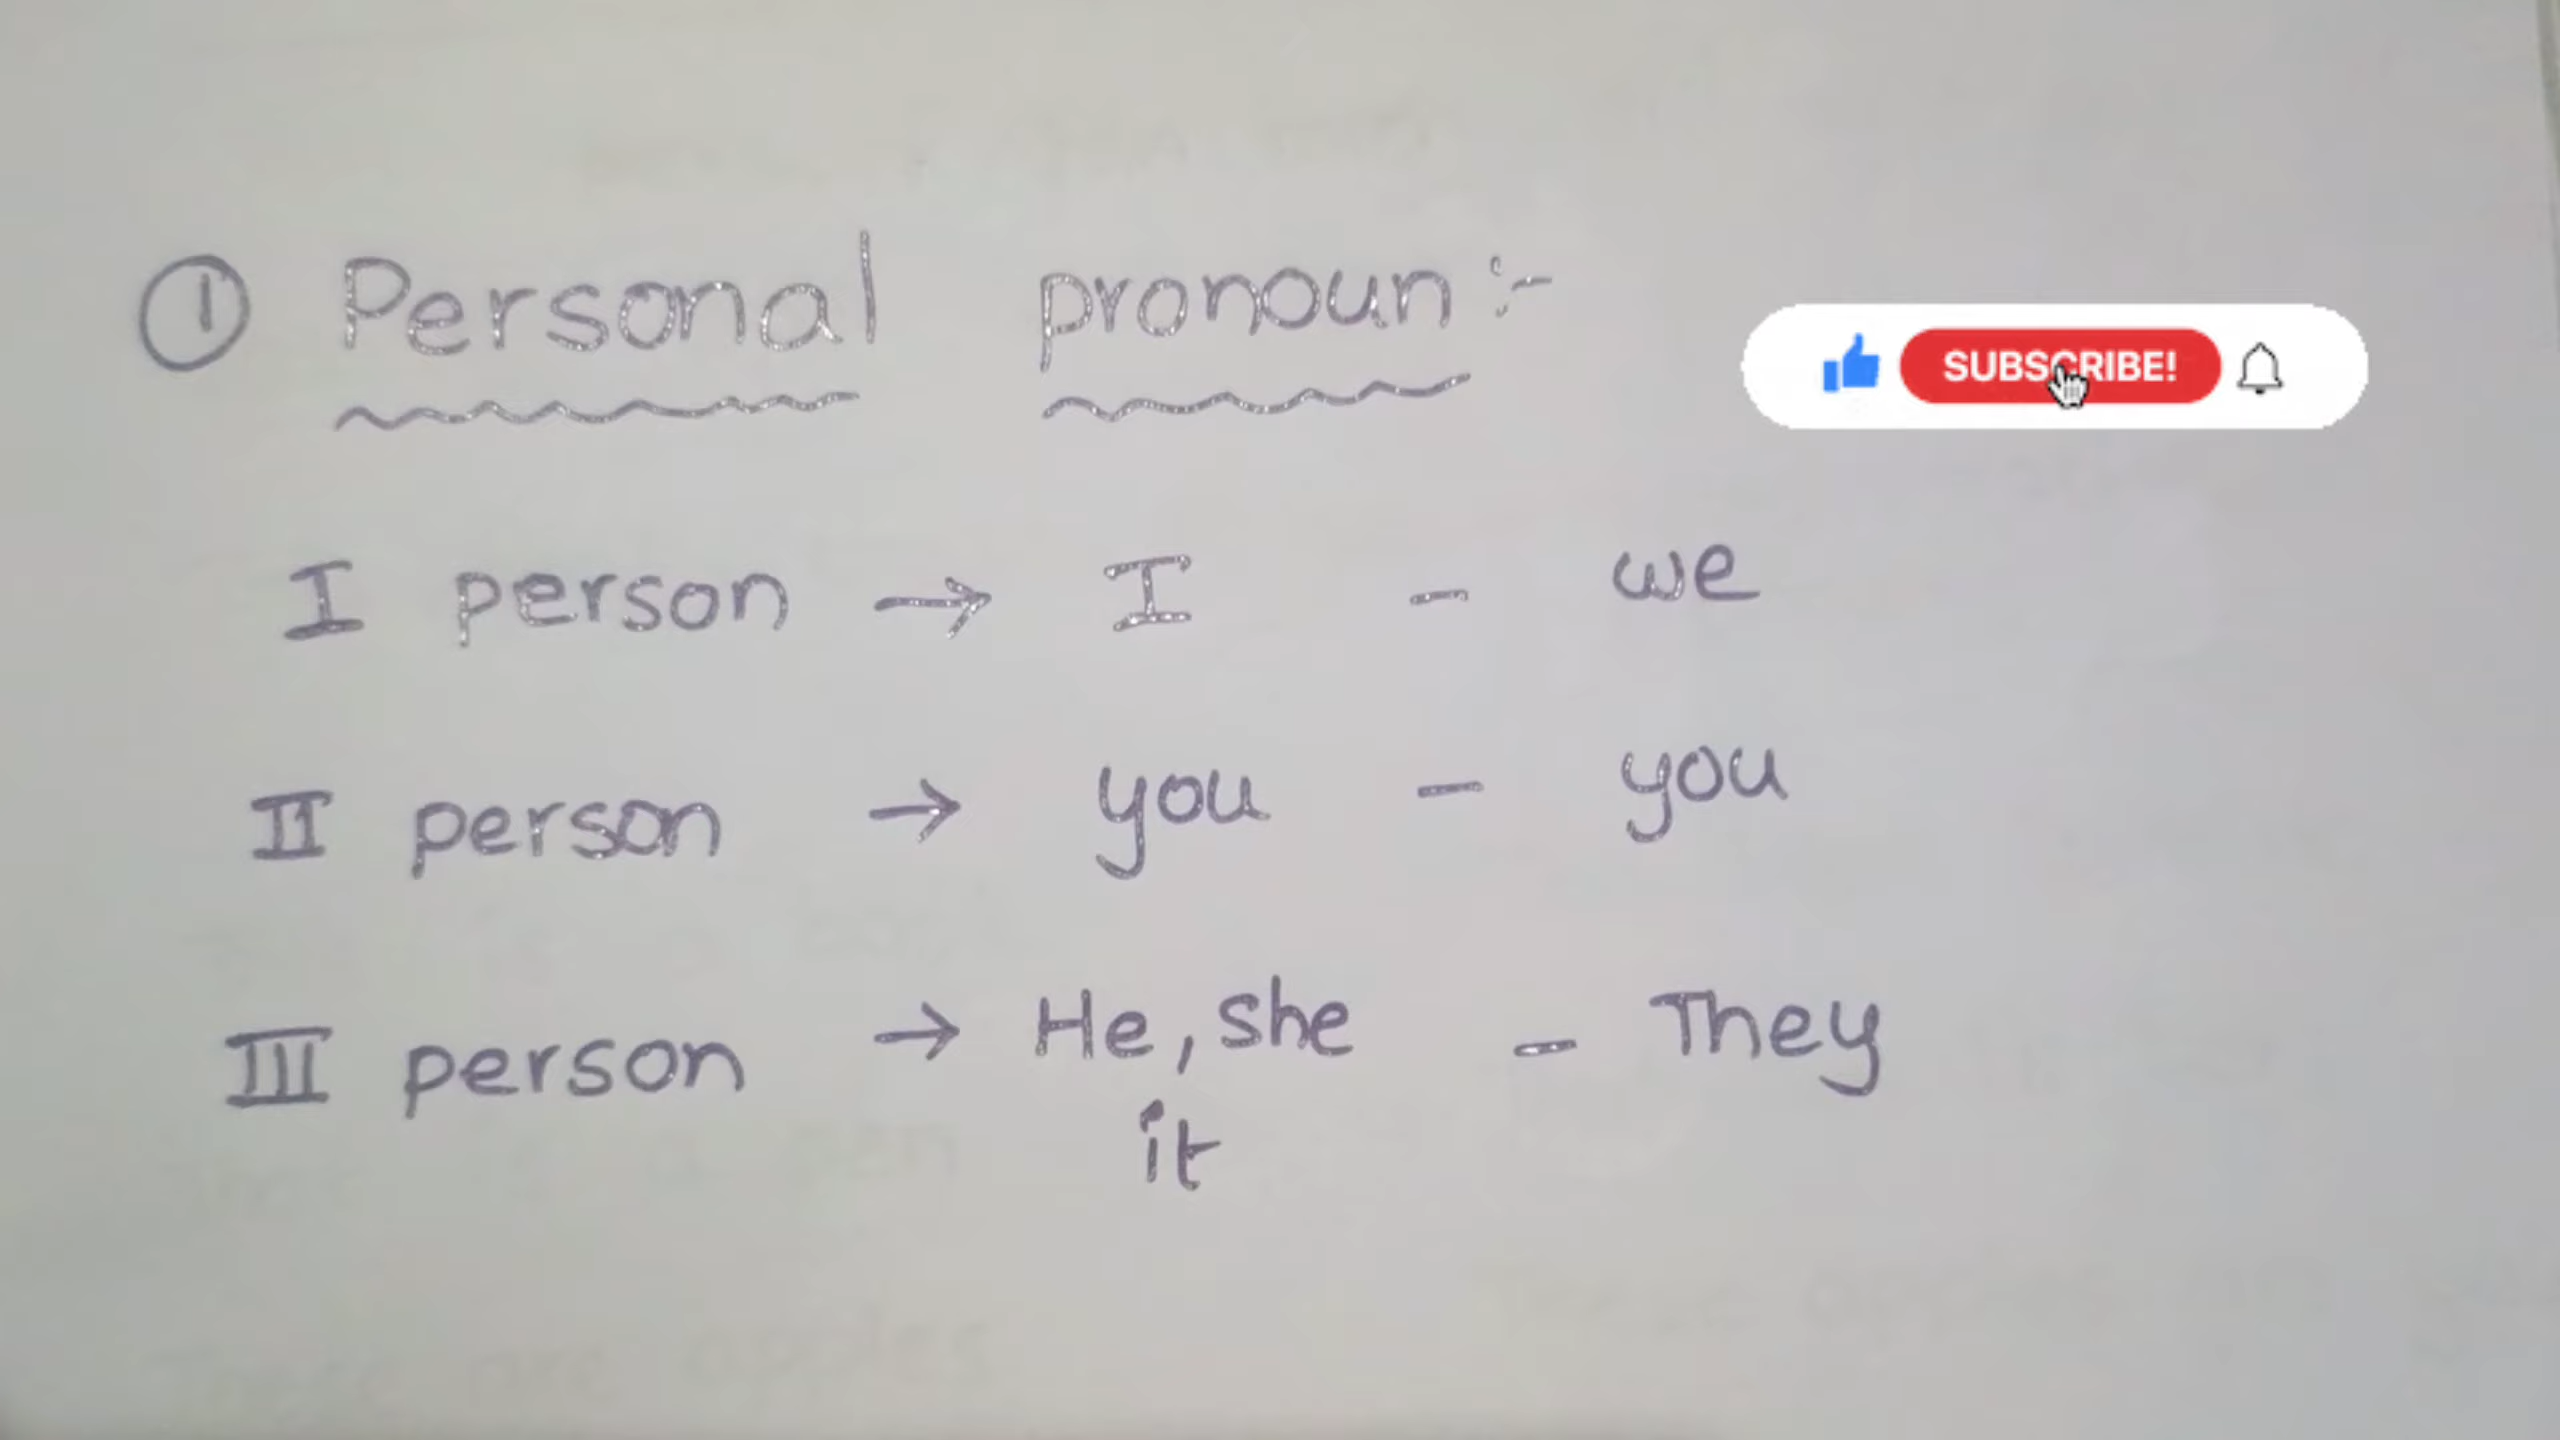 ① Personal pronoun :-
SUBSCRIBE!
I person → I - we
II person → you - you
III person → He, she - They
it